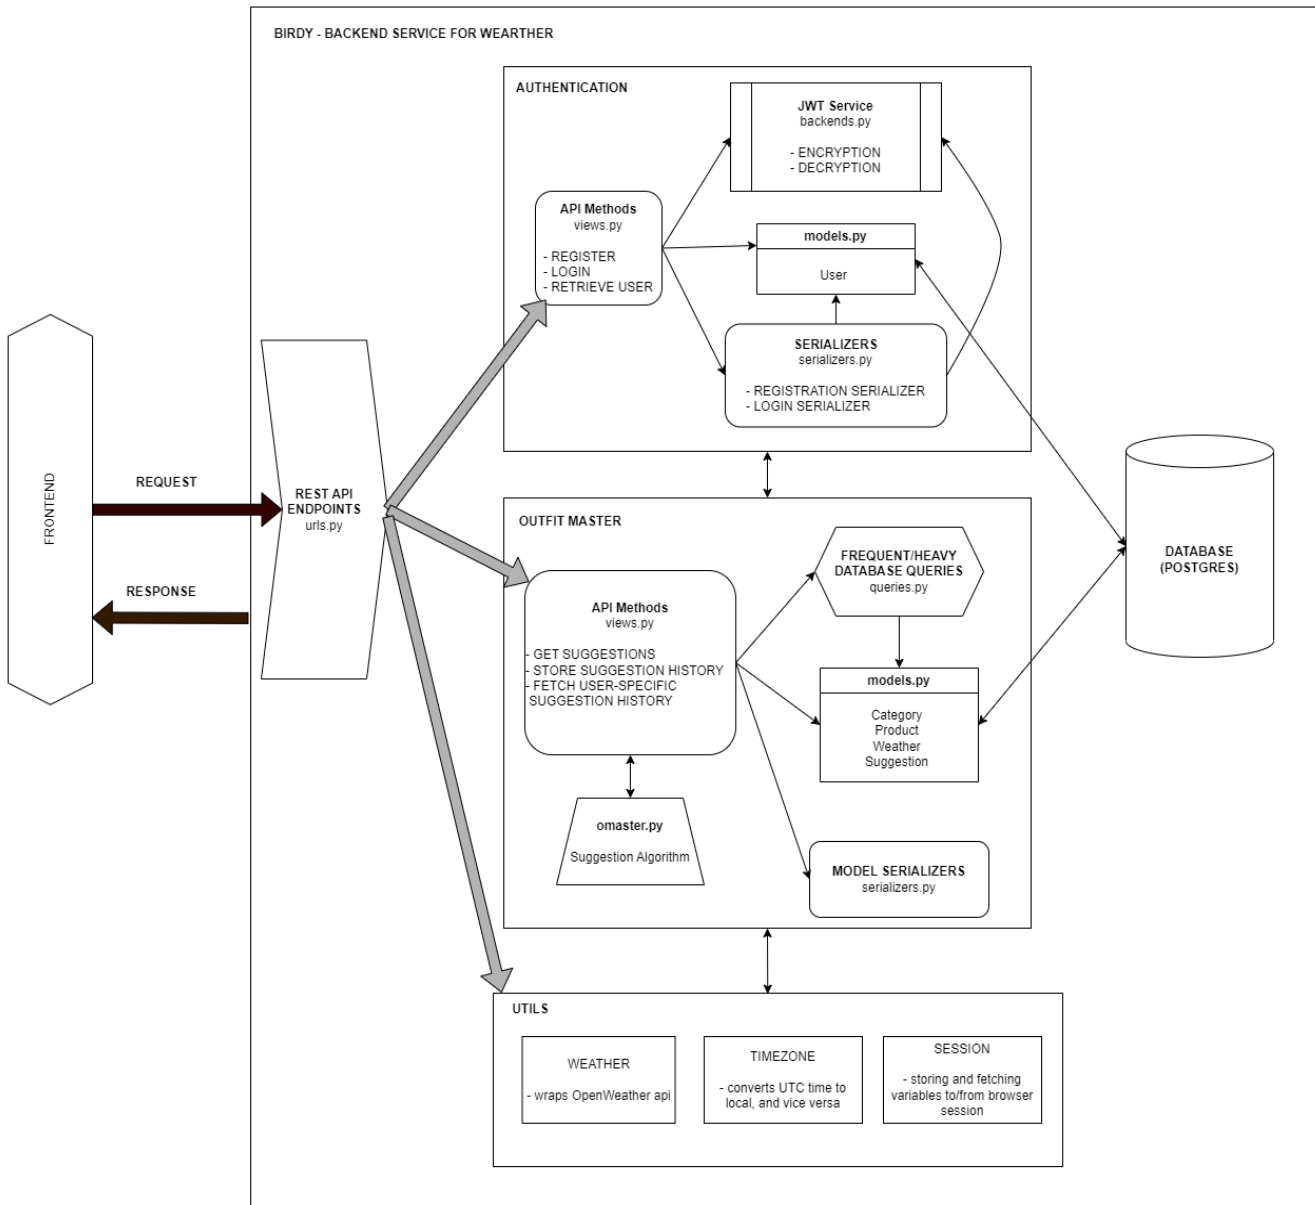 BIRDY - BACKEND SERVICE FOR WEARTHER
AUTHENTICATION
JWT Service
backends.py
- ENCRYPTION
- DECRYPTION
API Methods
views.py
- REGISTER
- LOGIN
- RETRIEVE USER
models.py
User
SERIALIZERS
serializers.py
- REGISTRATION SERIALIZER
- LOGIN SERIALIZER
FRONTEND
REQUEST
RESPONSE
REST API
ENDPOINTS
urls.py
OUTFIT MASTER
FREQUENT/HEAVY
DATABASE QUERIES
queries.py
API Methods
views.py
- GET SUGGESTIONS
- STORE SUGGESTION HISTORY
- FETCH USER-SPECIFIC
SUGGESTION HISTORY
models.py
Category
Product
Weather
Suggestion
omaster.py
Suggestion Algorithm
MODEL SERIALIZERS
serializers.py
DATABASE
(POSTGRES)
UTILS
WEATHER
- wraps OpenWeather api
TIMEZONE
- converts UTC time to
local, and vice versa
SESSION
- storing and fetching
variables to/from browser
session